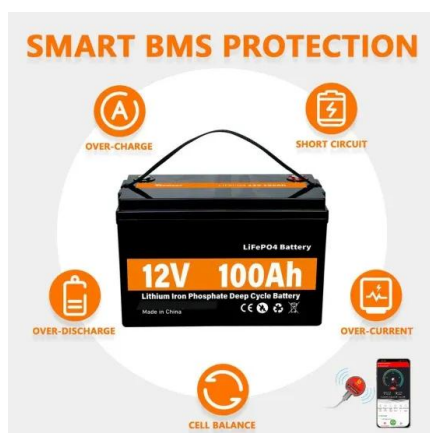 SMART BMS PROTECTION
A
OVER-CHARGE
SHORT CIRCUIT
LiFePO4 Battery
12V 100Ah
Lithium Iron Phosphate Deep Cycle Battery
Made in China
CE
OVER-DISCHARGE
OVER-CURRENT
CELL BALANCE